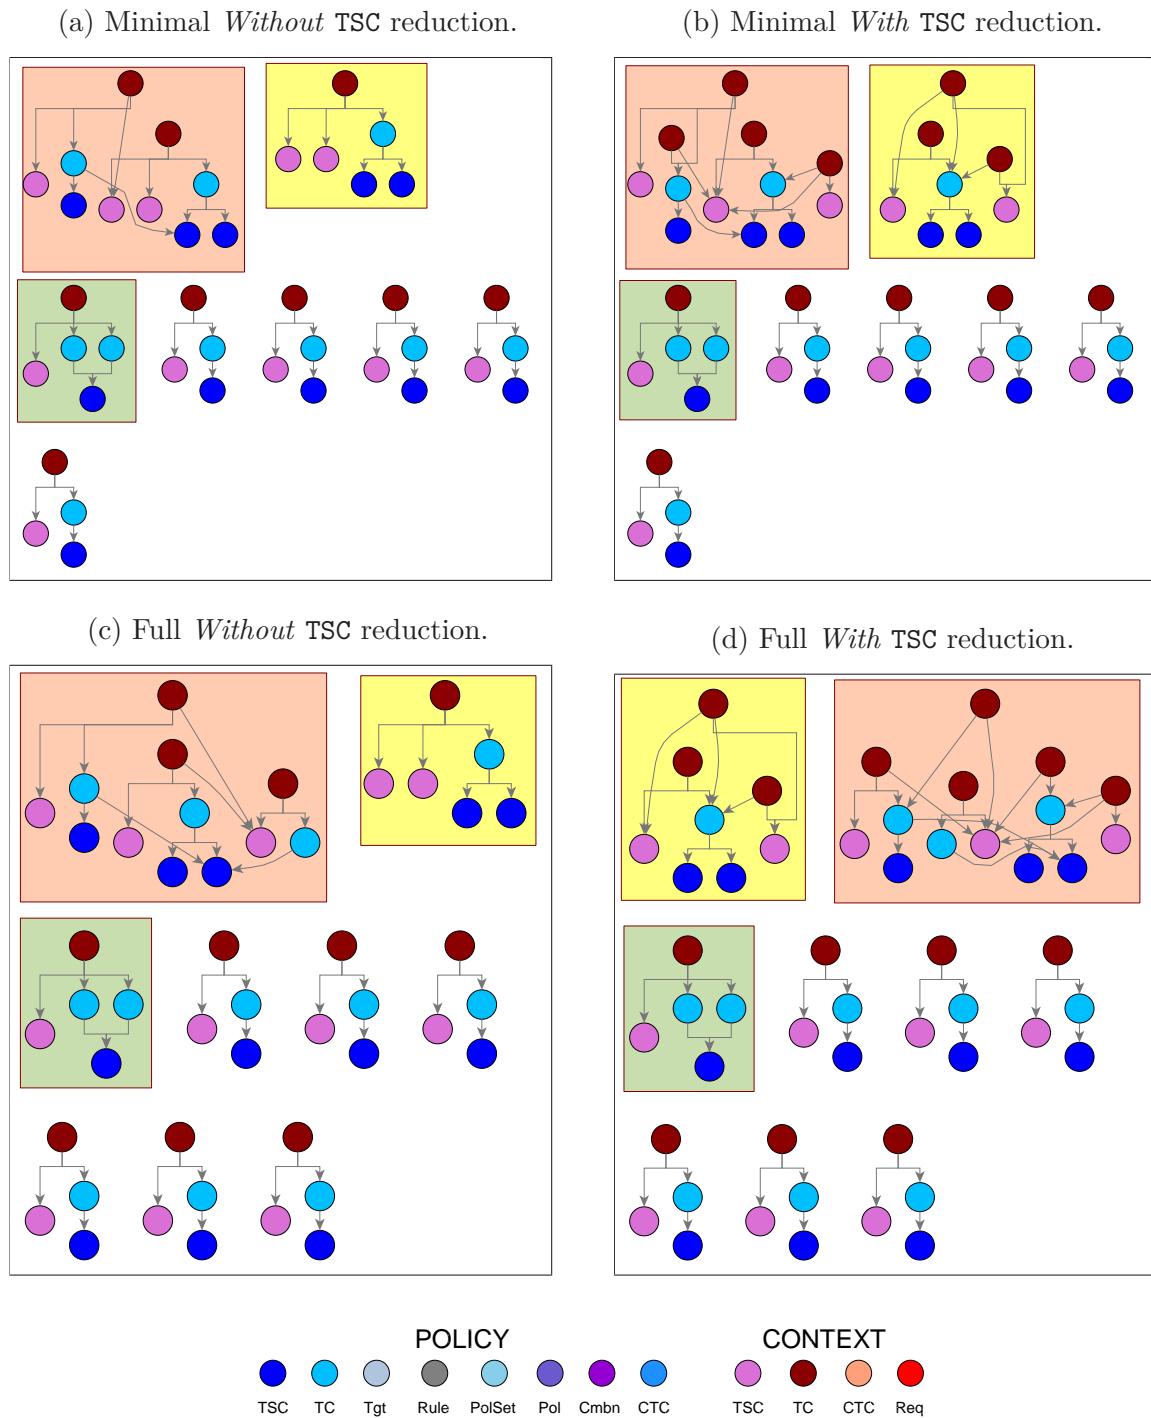 (a) Minimal Without TSC reduction.
(b) Minimal With TSC reduction.
(c) Full Without TSC reduction.
(d) Full With TSC reduction.
POLICY
CONTEXT
TSC TC Tgt Rule PolSet Pol Cmbn CTC
TSC TC CTC Req